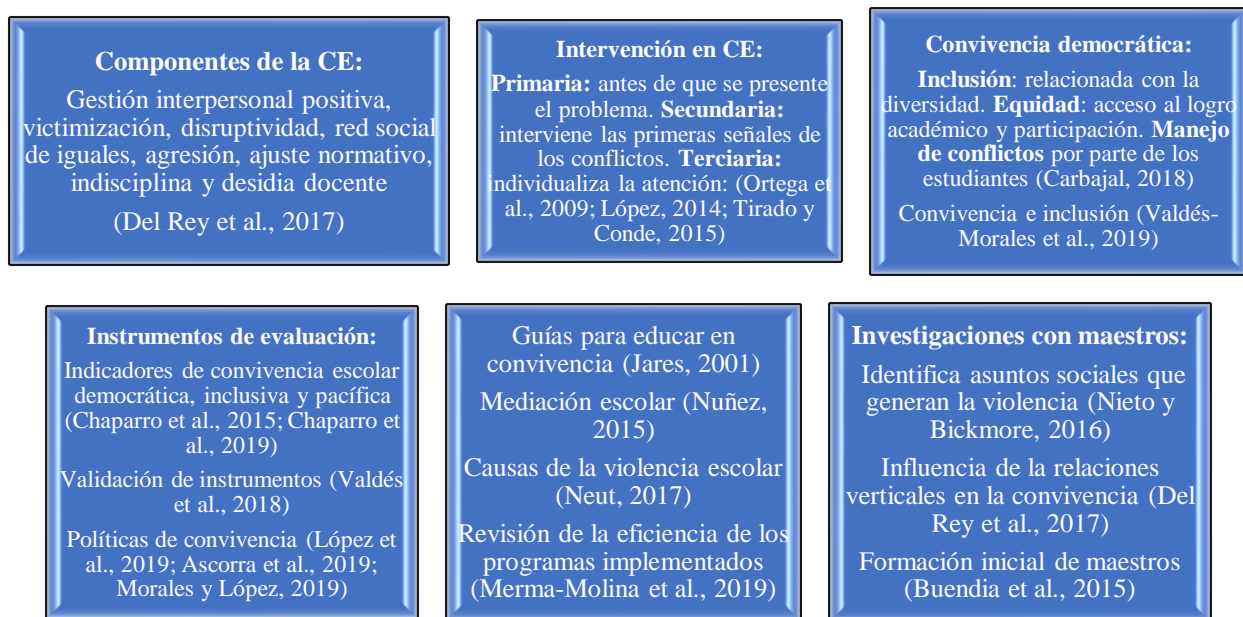 Componentes de la CE:
Gestión interpersonal positiva,
victimización, disruptividad, red social
de iguales, agresión, ajuste normativo,
indisciplina y desidia docente
(Del Rey et al., 2017)
Intervención en CE:
Primaria: antes de que se presente
el problema. Secundaria:
interviene las primeras señales de
los conflictos. Terciaria:
individualiza la atención: (Ortega et
al., 2009; López, 2014; Tirado y
Conde, 2015)
Convivencia democrática:
Inclusión: relacionada con la
diversidad. Equidad: acceso al logro
académico y participación. Manejo
de conflictos por parte de los
estudiantes (Carbajal, 2018)
Convivencia e inclusión (Valdés-
Morales et al., 2019)
Instrumentos de evaluación:
Indicadores de convivencia escolar
democrática, inclusiva y pacífica
(Chaparro et al., 2015; Chaparro et
al., 2019)
Validación de instrumentos (Valdés
et al., 2018)
Políticas de convivencia (López et
al., 2019; Ascorra et al., 2019;
Morales y López, 2019)
Guías para educar en
convivencia (Jares, 2001)
Mediación escolar (Nuñez,
2015)
Causas de la violencia escolar
(Neut, 2017)
Revisión de la eficiencia de los
programas implementados
(Merma-Molina et al., 2019)
Investigaciones con maestros:
Identifica asuntos sociales que
generan la violencia (Nieto y
Bickmore, 2016)
Influencia de la relaciones
verticales en la convivencia (Del
Rey et al., 2017)
Formación inicial de maestros
(Buendia et al., 2015)